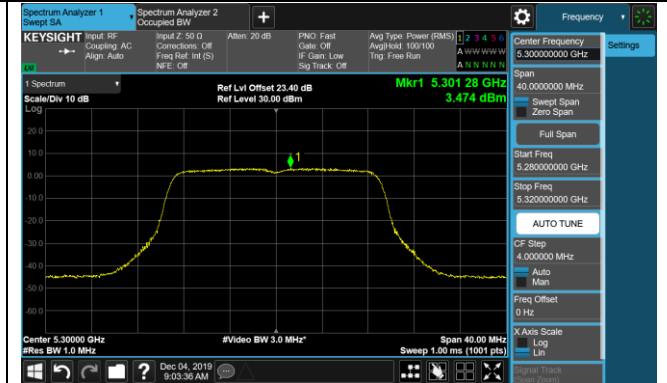 Spectrum Analyzer 1
Swept SA
Spectrum Analyzer 2
Occupied BW
+
Frequency
KEYSIGHT
Input: RF
Coupling: AC
Align: Auto
Input Z: 50 Ω
Corrections: Off
Freq Ref: Int (S)
NFE: Off
Atten: 20 dB
PNO: Fast
Gate: Off
IF Gain: Low
Sig Track: Off
Avg Type: Power (RMS)
Avg|Hold: 100/100
Trig: Free Run
1 2 3 4 5 6
A W W W W W
A N N N N N
1 Spectrum
Scale/Div 10 dB
Log
Ref Lvl Offset 23.40 dB
Ref Level 30.00 dBm
Mkr1 5.301 28 GHz
3.474 dBm
20.0
10.0
0.00
-10.0
-20.0
-30.0
-40.0
-50.0
-60.0
1
Center 5.30000 GHz
#Res BW 1.0 MHz
#Video BW 3.0 MHz*
Span 40.00 MHz
Sweep 1.00 ms (1001 pts)
Center Frequency
5.300000000 GHz
Settings
Span
40.0000000 MHz
Swept Span
Zero Span
Full Span
Start Freq
5.280000000 GHz
Stop Freq
5.320000000 GHz
AUTO TUNE
CF Step
4.000000 MHz
Auto
Man
Freq Offset
0 Hz
X Axis Scale
Log
Lin
Signal Track
(Span Zoom)
?
Dec 04, 2019
9:03:36 AM